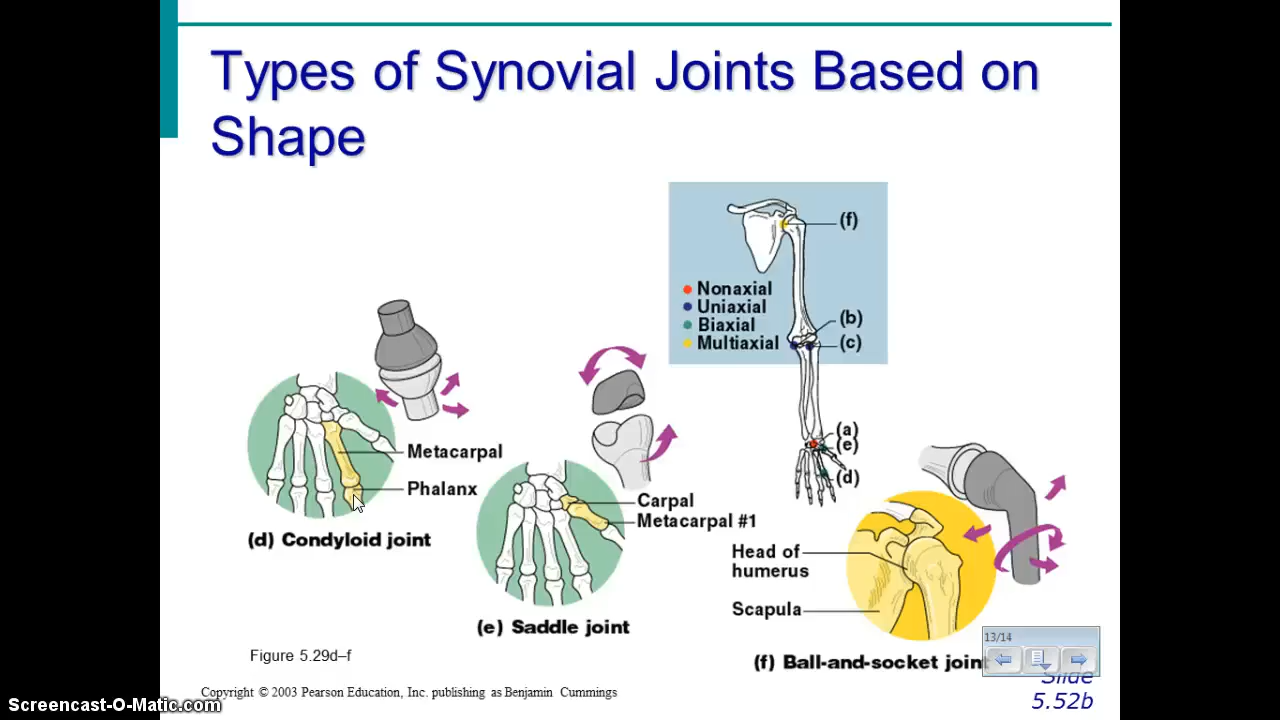 Types of Synovial Joints Based on
Shape
(f)
Nonaxial
Uniaxial
Biaxial
Multiaxial
(b)
(c)
(a)
(e)
(d)
Metacarpal
Phalanx
(d) Condyloid joint
Carpal
Metacarpal #1
(e) Saddle joint
Head of
humerus
Scapula
(f) Ball-and-socket joint
13/14
Figure 5.29d–f
Slide
5.52b
Copyright © 2003 Pearson Education, Inc. publishing as Benjamin Cummings
Screencast-O-Matic.com